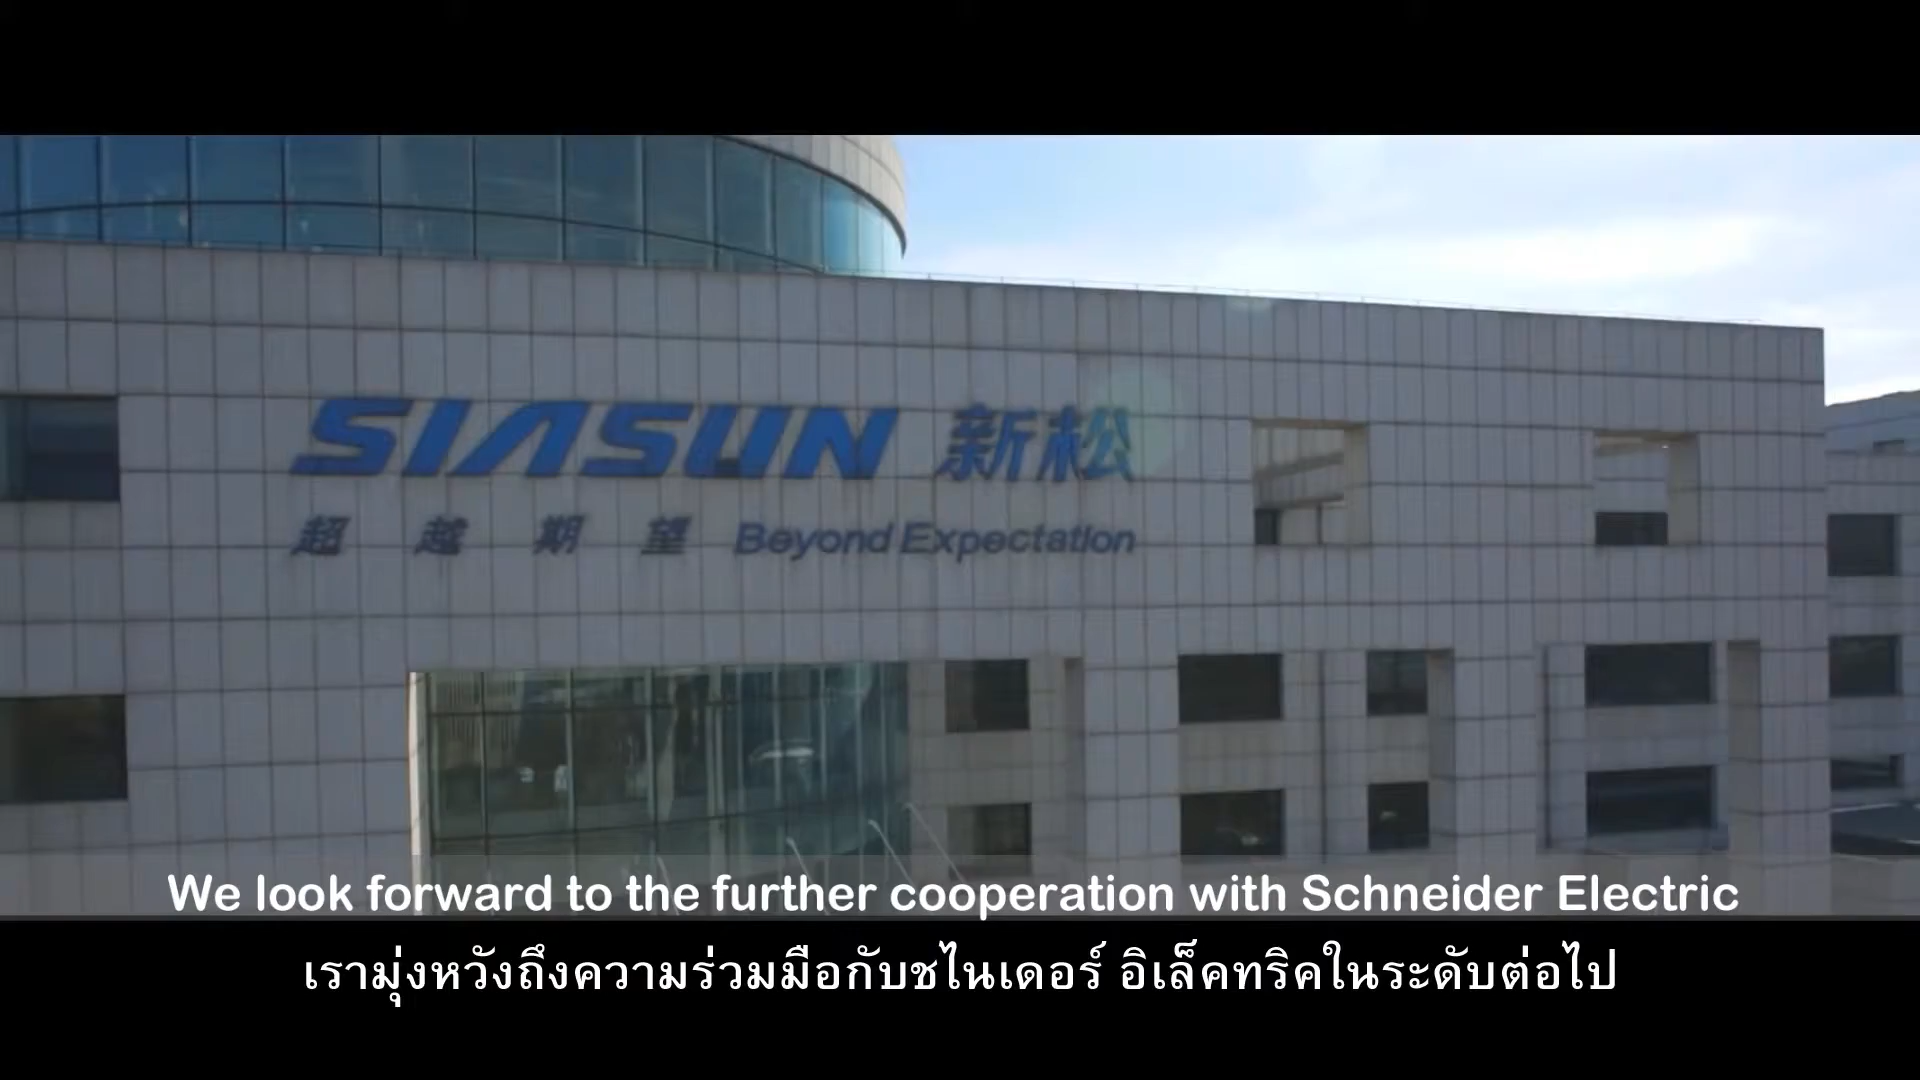 SIASUN 新松
超越期望 Beyond Expectation
We look forward to the further cooperation with Schneider Electric
เรามุ่งหวังถึงความร่วมมือกับชไนเดอร์ อิเล็คทริคในระดับต่อไป